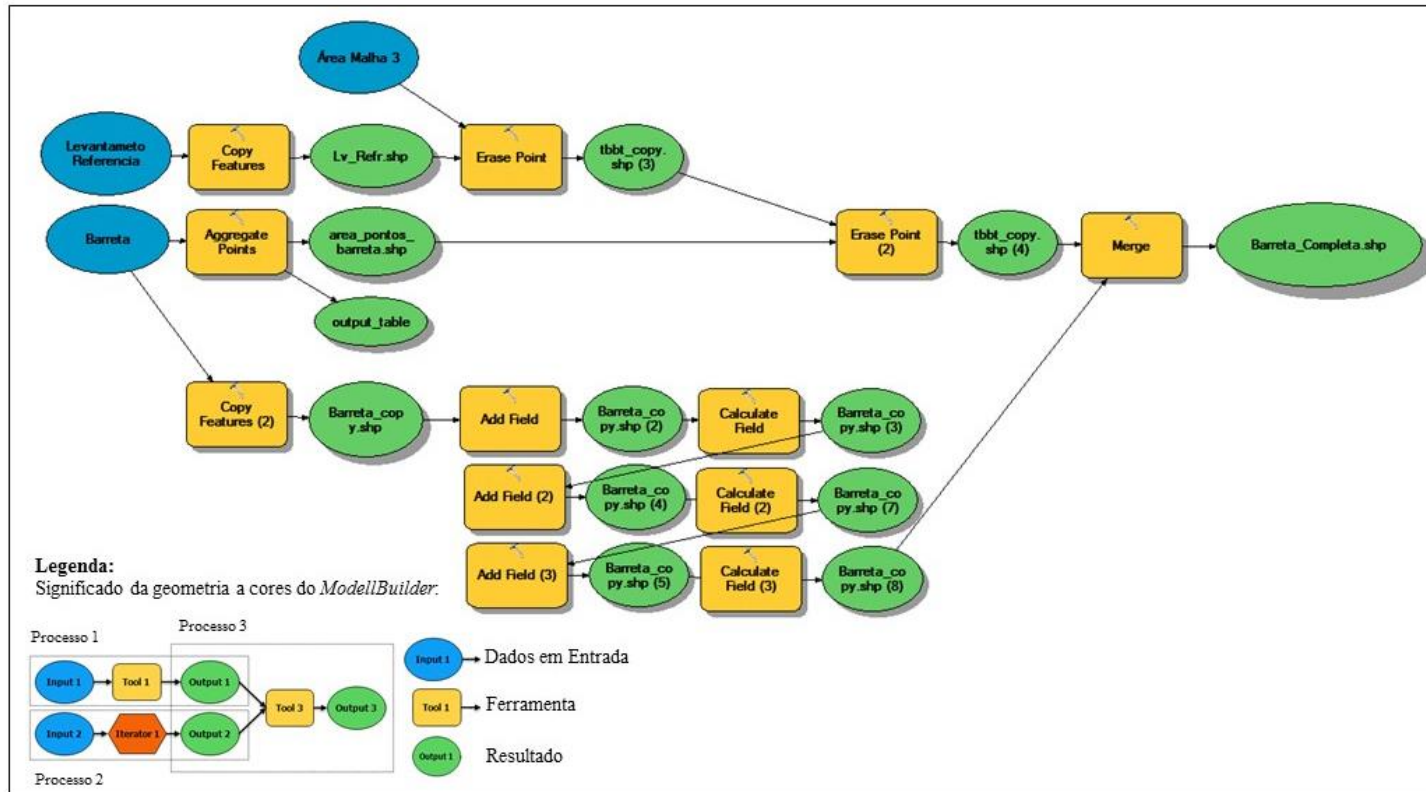 Área Malha 3
Levantameto
Referencia
Copy
Features
Lv_Refr.shp
Erase Point
tbbt_copy.
shp (3)
Barreta
Aggregate
Points
area_pontos_
barreta.shp
Erase Point
(2)
tbbt_copy.
shp (4)
Merge
Barreta_Completa.shp
output_table
Copy
Features (2)
Barreta_cop
y.shp
Add Field
Barreta_co
py.shp (2)
Calculate
Field
Barreta_co
py.shp (3)
Add Field (2)
Barreta_co
py.shp (4)
Calculate
Field (2)
Barreta_co
py.shp (7)
Add Field (3)
Barreta_co
py.shp (5)
Calculate
Field (3)
Barreta_co
py.shp (8)
Legenda:
Significado da geometria a cores do ModellBuilder:
Processo 1
Processo 3
Input 1
Tool 1
Output 1
Input 2
Iterator 1
Output 2
Tool 3
Output 3
Processo 2
Input 1
Dados em Entrada
Tool 1
Ferramenta
Output 1
Resultado